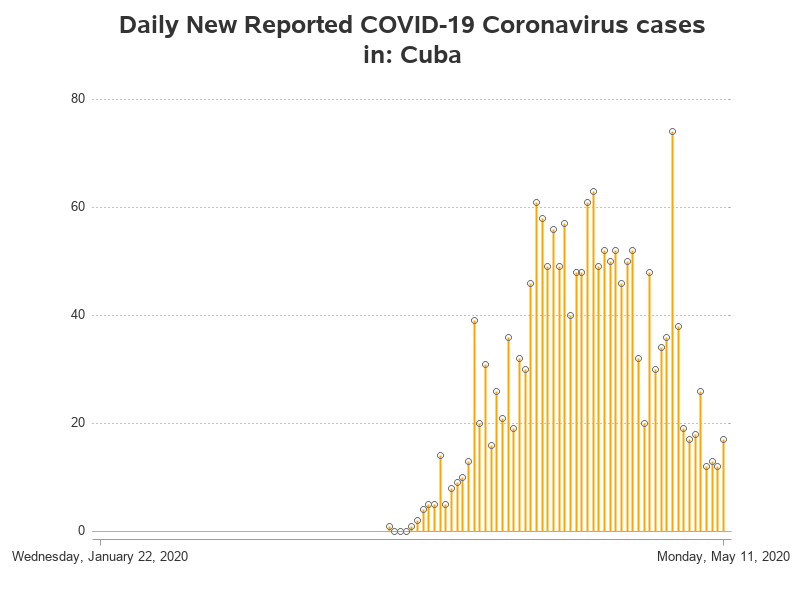 Daily New Reported COVID-19 Coronavirus cases
in: Cuba
80
60
40
20
0
Wednesday, January 22, 2020
Monday, May 11, 2020